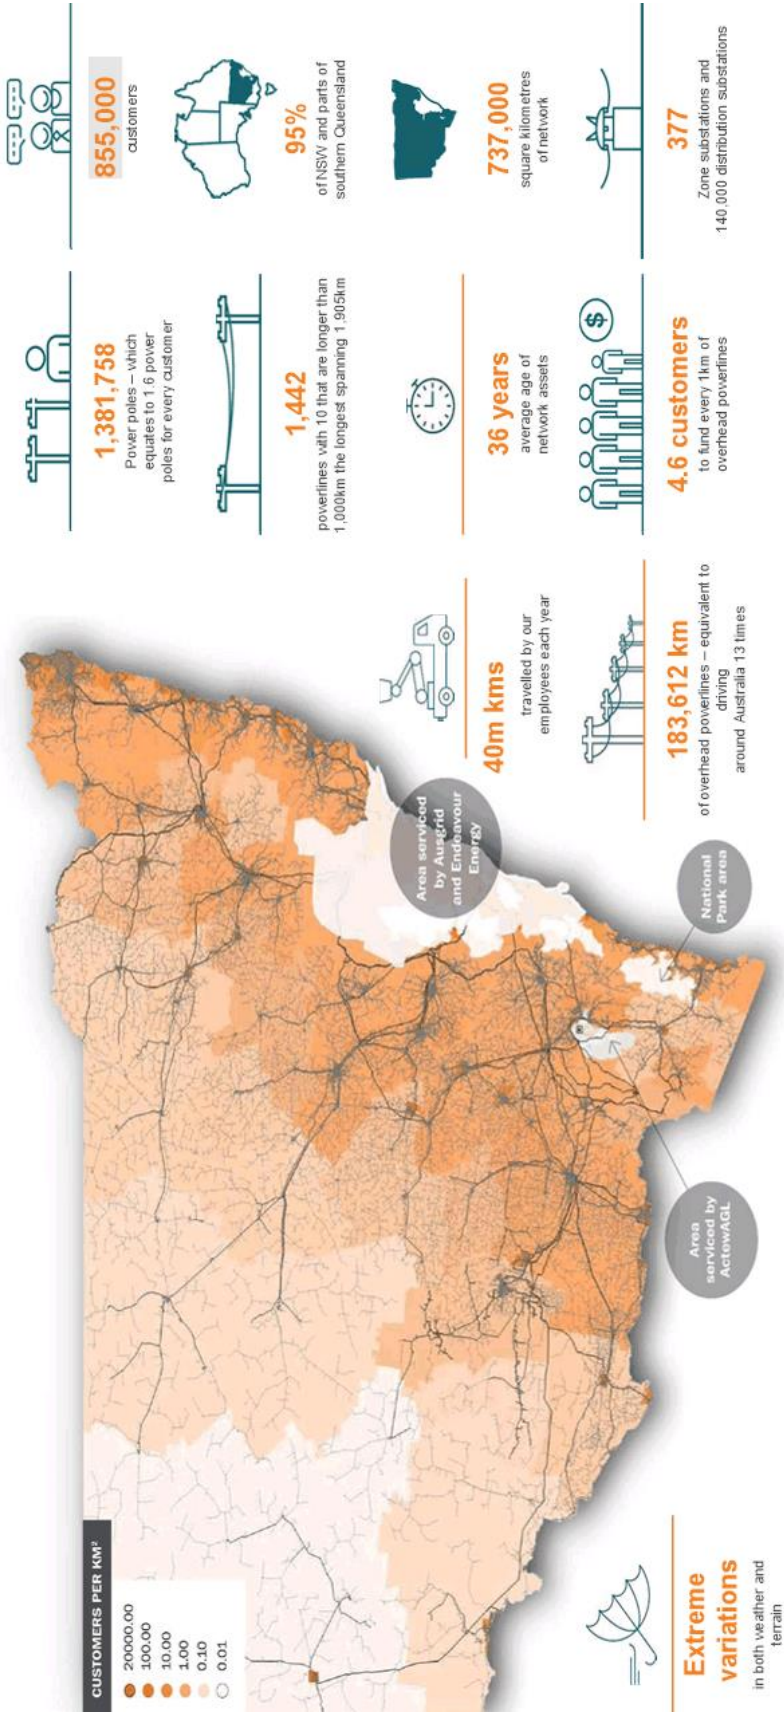 CUSTOMERS PER KM²
20000.00
100.00
10.00
1.00
0.10
0.01
Area serviced
by Ausgrid
and Endeavour
Energy
National
Park area
Area
serviced by
ActewAGL
Extreme
variations
in both weather and
terrain
40m kms
travelled by our
employees each year
183,612 km
of overhead powerlines – equivalent to
driving
around Australia 13 times
1,381,758
Power poles – which
equates to 1.6 power
poles for every customer
1,442
powerlines with 10 that are longer than
1,000km the longest spanning 1,905km
36 years
average age of
network assets
4.6 customers
to fund every 1km of
overhead powerlines
855,000
customers
95%
of NSW and parts of
southern Queensland
737,000
square kilometres
of network
377
Zone substations and
140,000 distribution substations